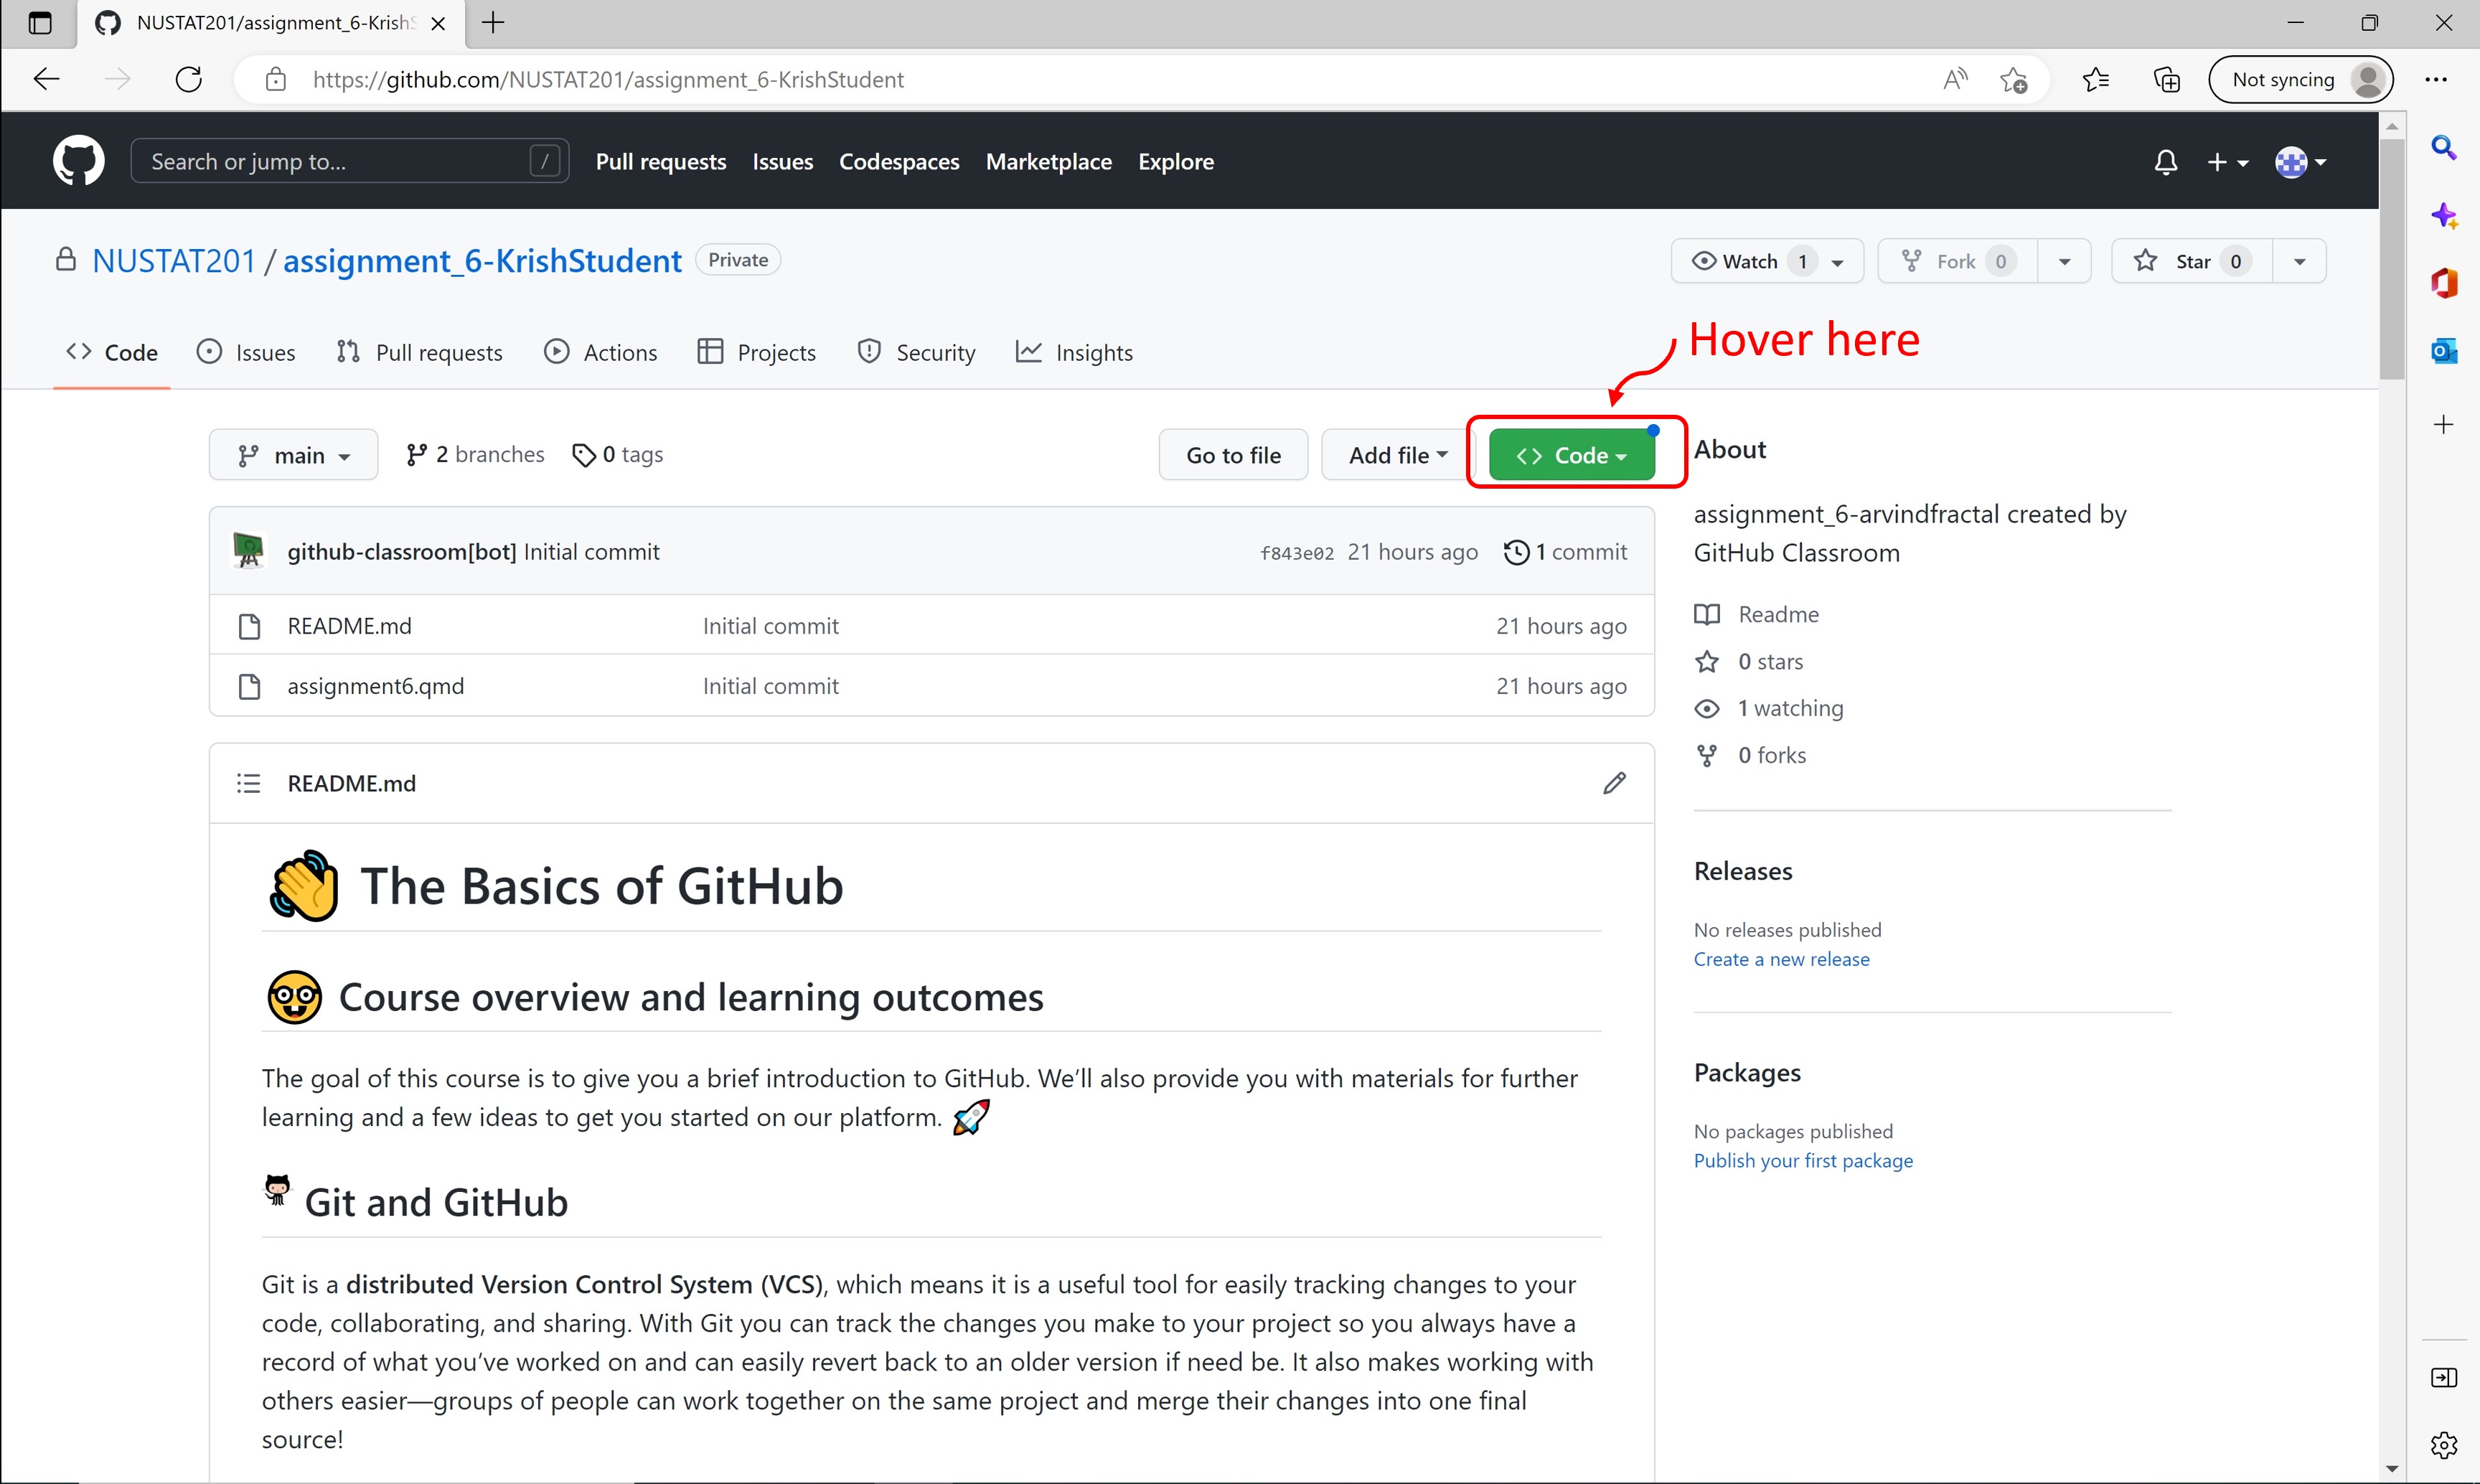 NUSTAT201/assignment_6-KrishS
https://github.com/NUSTAT201/assignment_6-KrishStudent
Not syncing
Search or jump to... /
Pull requests Issues Codespaces Marketplace Explore
NUSTAT201 / assignment_6-KrishStudent Private
Watch 1 Fork 0 Star 0
Code Issues Pull requests Actions Projects Security Insights
Hover here
main 2 branches 0 tags Go to file Add file Code
github-classroom[bot] Initial commit f843e02 21 hours ago 1 commit
README.md Initial commit 21 hours ago
assignment6.qmd Initial commit 21 hours ago
README.md
The Basics of GitHub
Course overview and learning outcomes
The goal of this course is to give you a brief introduction to GitHub. We’ll also provide you with materials for further
learning and a few ideas to get you started on our platform.
Git and GitHub
Git is a distributed Version Control System (VCS), which means it is a useful tool for easily tracking changes to your
code, collaborating, and sharing. With Git you can track the changes you make to your project so you always have a
record of what you’ve worked on and can easily revert back to an older version if need be. It also makes working with
others easier—groups of people can work together on the same project and merge their changes into one final
source!
About
assignment_6-arvindfractal created by
GitHub Classroom
Readme
0 stars
1 watching
0 forks
Releases
No releases published
Create a new release
Packages
No packages published
Publish your first package